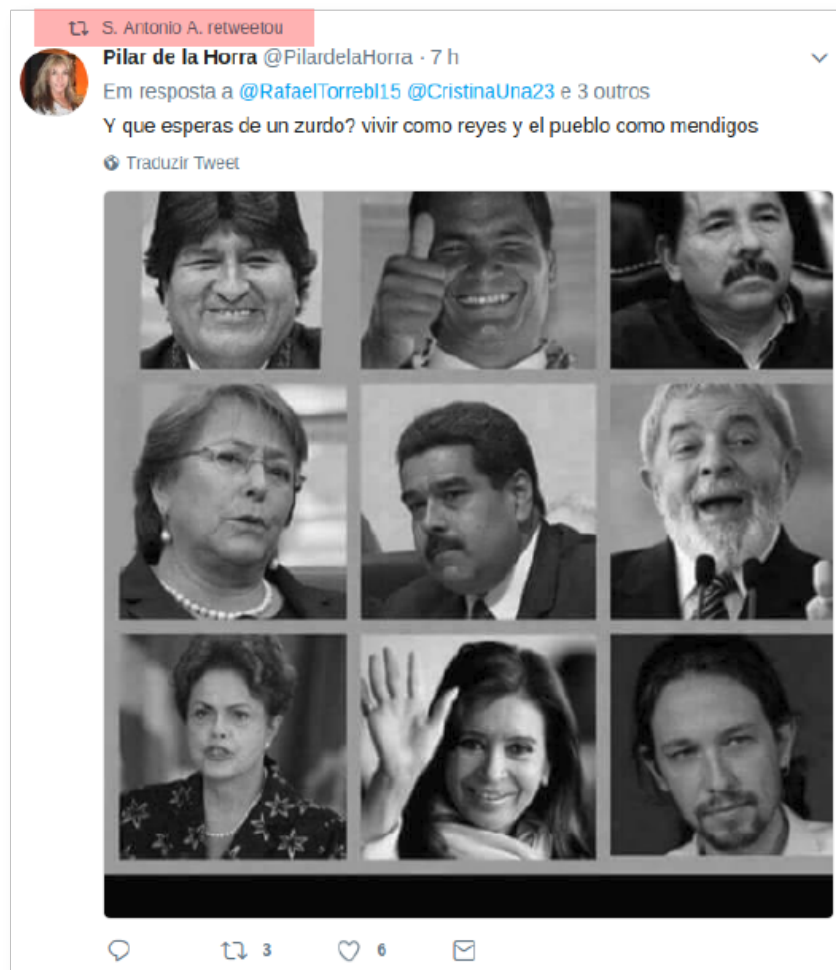 S. Antonio A. retweetou
Pilar de la Horra @PilardelaHorra · 7 h
Em resposta a @RafaelTorrebl15 @CristinaUna23 e 3 outros
Y que esperas de un zurdo? vivir como reyes y el pueblo como mendigos
Traduzir Tweet
3 6